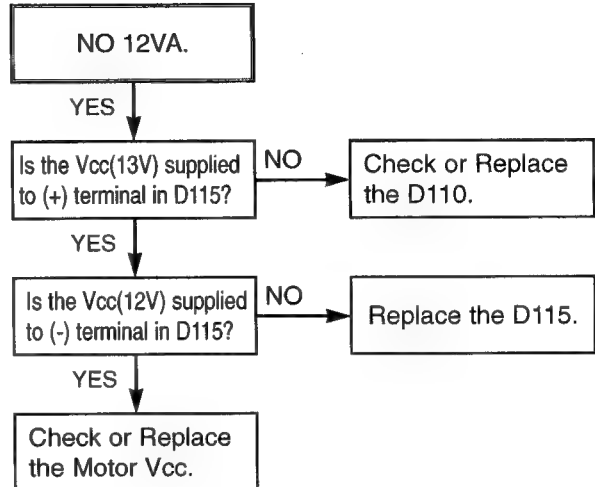 NO 12VA.
YES
Is the Vcc(13V) supplied
to (+) terminal in D115?
NO
Check or Replace
the D110.
YES
Is the Vcc(12V) supplied
to (-) terminal in D115?
NO
Replace the D115.
YES
Check or Replace
the Motor Vcc.